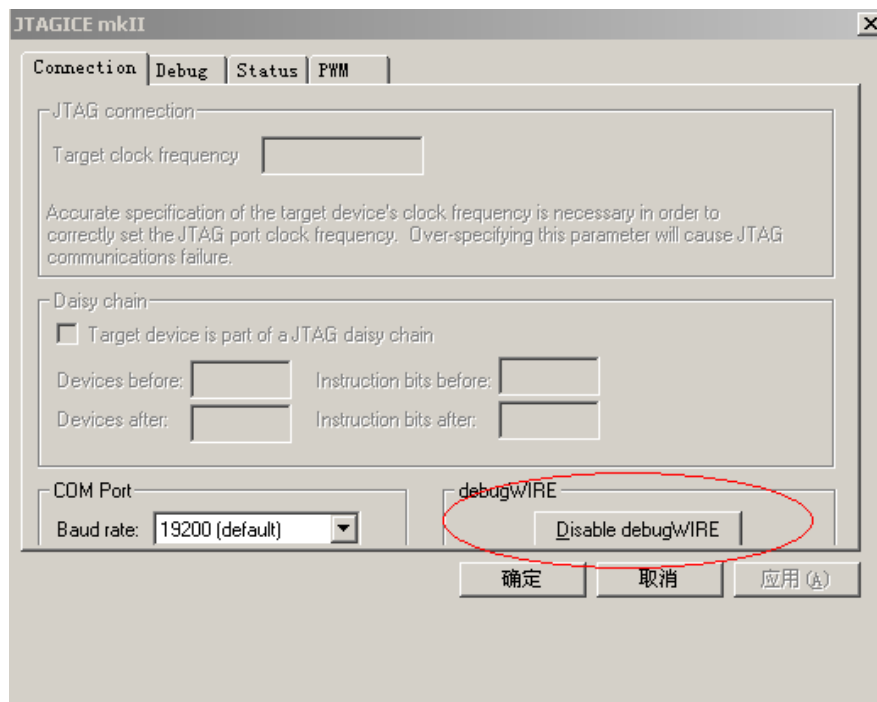 JTAGICE mkII
Connection Debug Status PWM
JTAG connection
Target clock frequency
Accurate specification of the target device's clock frequency is necessary in order to
correctly set the JTAG port clock frequency. Over-specifying this parameter will cause JTAG
communications failure.
Daisy chain
Target device is part of a JTAG daisy chain
Devices before: Instruction bits before:
Devices after: Instruction bits after:
COM Port debugWIRE
Baud rate: 19200 (default) Disable debugWIRE
确定 取消 应用(A)